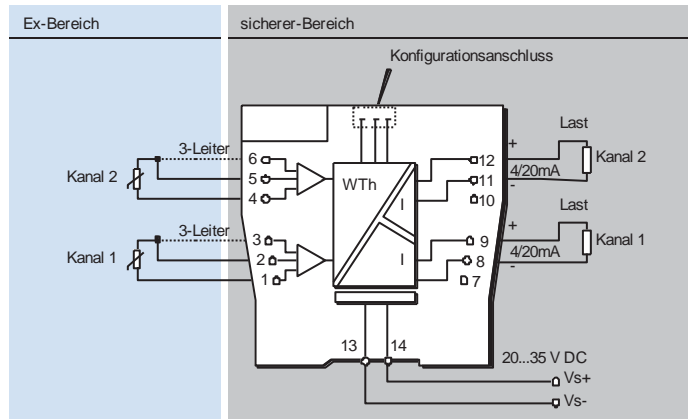 Ex-Bereich
sicherer-Bereich
Konfigurationsanschluss
Last
3-Leiter
6
Kanal 2
5
4
WTh
I
12
11
10
+
4/20mA
-
Kanal 2
Last
3-Leiter
3
Kanal 1
2
1
I
9
8
7
+
4/20mA
-
Kanal 1
13
14
20...35 V DC
Vs+
Vs-